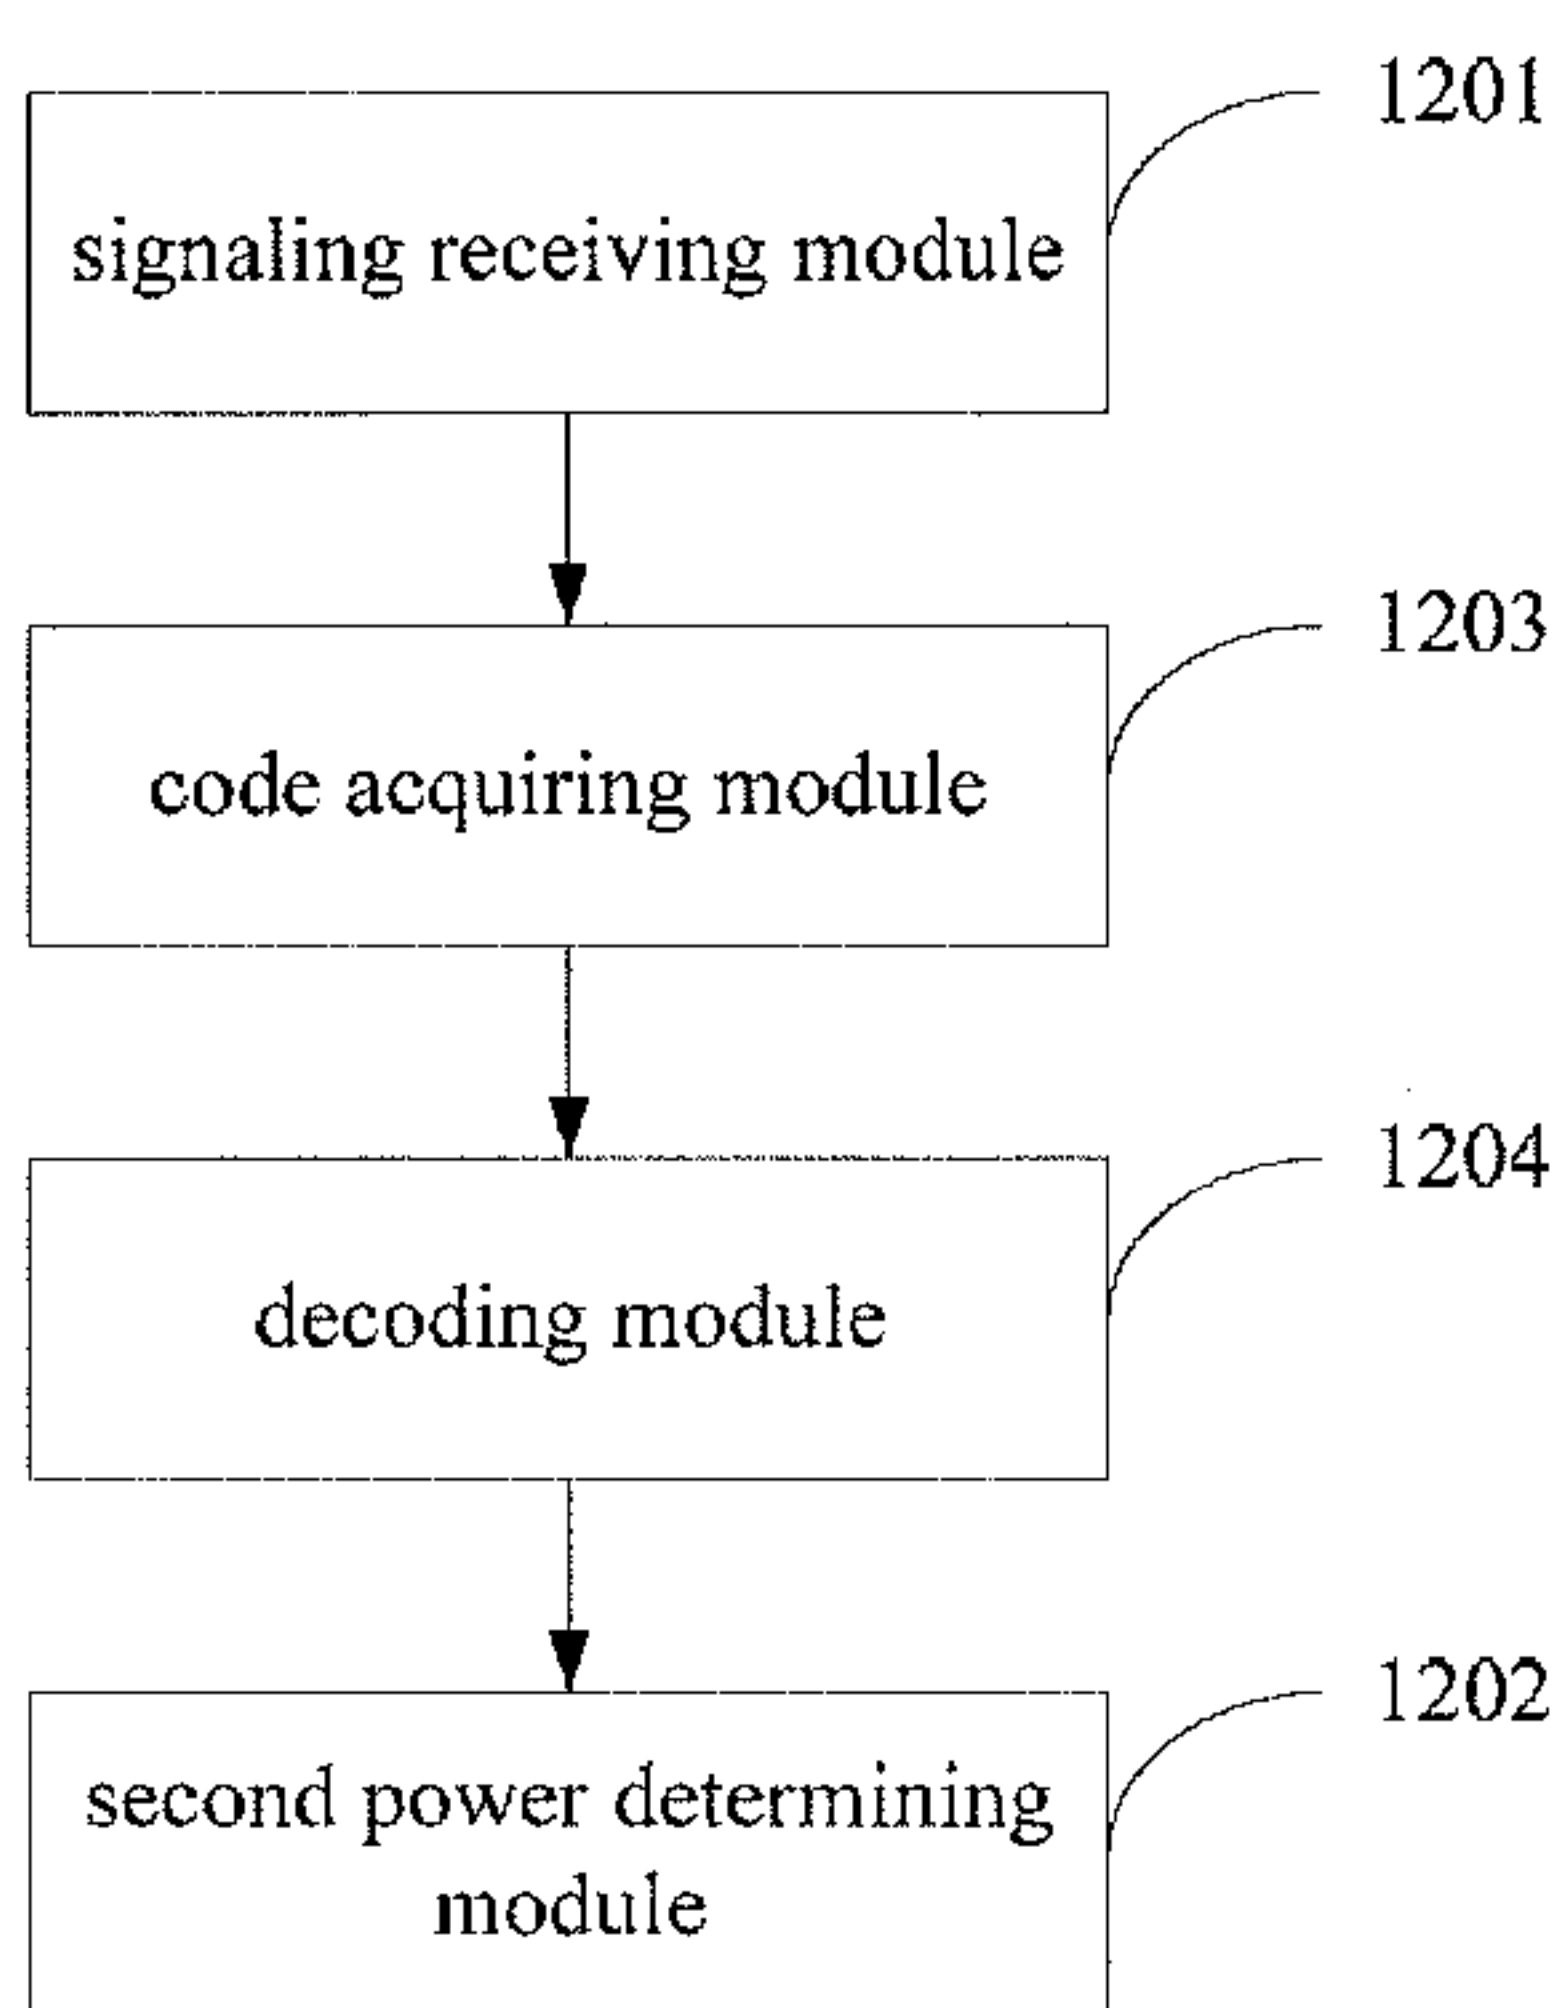 1201
signaling receiving module
1203
code acquiring module
1204
decoding module
1202
second power determining
module